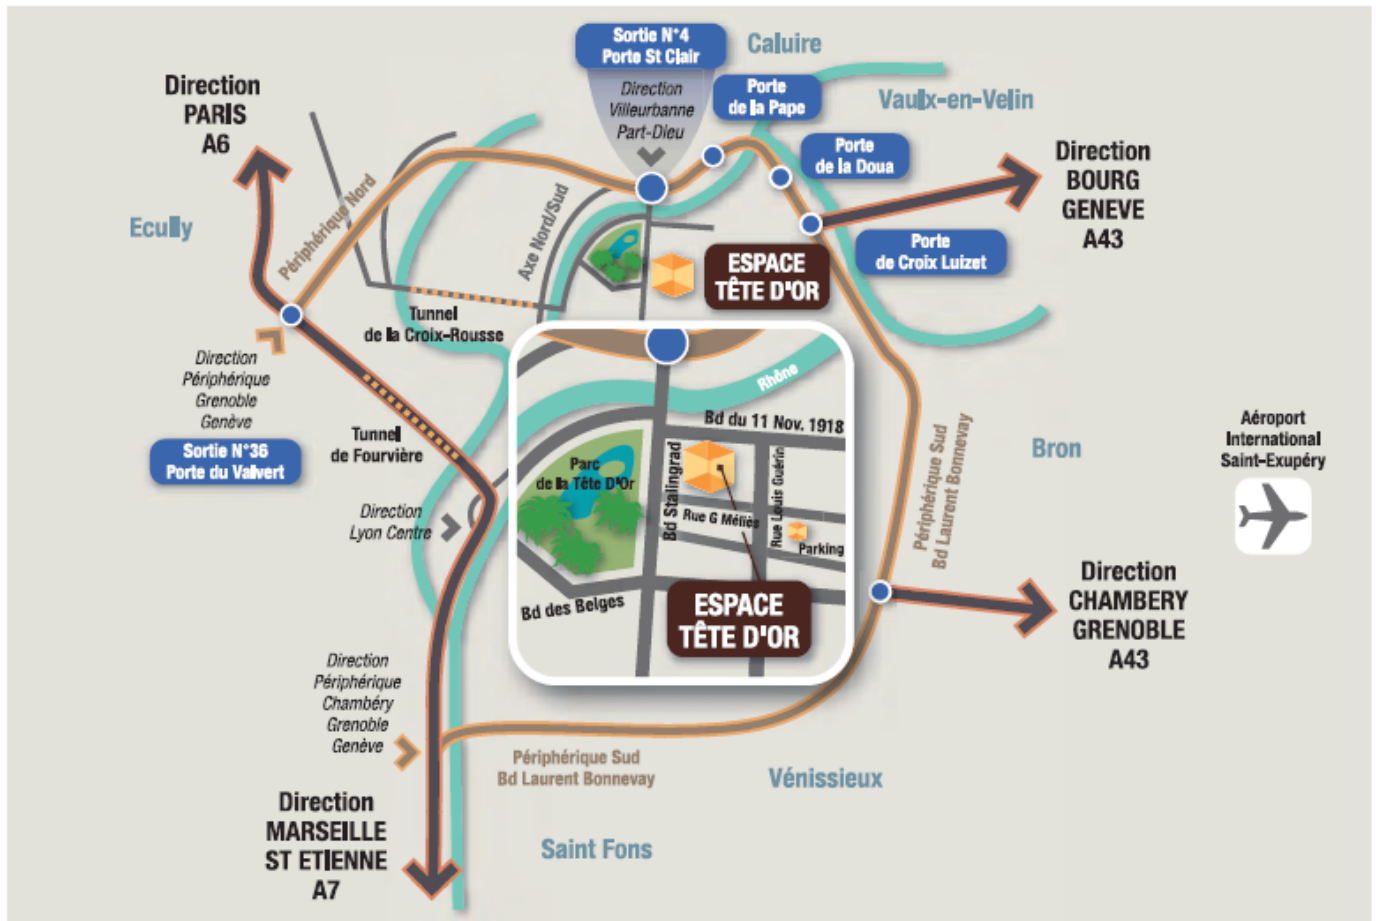 Sortie N°4
Porte St Clair
Caluire
Direction
PARIS
A6
Direction
Villeurbanne
Part-Dieu
Porte
de la Pape
Vaulx-en-Velin
Porte
de la Doua
Direction
BOURG
GENEVE
A43
Ecully
Périphérique Nord
Axe Nord/Sud
Porte
de Croix Luizet
ESPACE
TÊTE D'OR
Tunnel
de la Croix-Rousse
Direction
Périphérique
Grenoble
Genève
Sortie N°36
Porte du Valvert
Tunnel
de Fourvière
Direction
Lyon Centre
Rhône
Bd du 11 Nov. 1918
Parc
de la Tête D'Or
Bd Stalingrad
Rue Louis Guérin
Rue G Méliès
Parking
Bd des Belges
ESPACE
TÊTE D'OR
Périphérique Sud
Bd Laurent Bonnevay
Bron
Aéroport
International
Saint-Exupéry
Direction
CHAMBERY
GRENOBLE
A43
Direction
Périphérique
Chambéry
Grenoble
Genève
Périphérique Sud
Bd Laurent Bonnevay
Vénissieux
Direction
MARSEILLE
ST ETIENNE
A7
Saint Fons